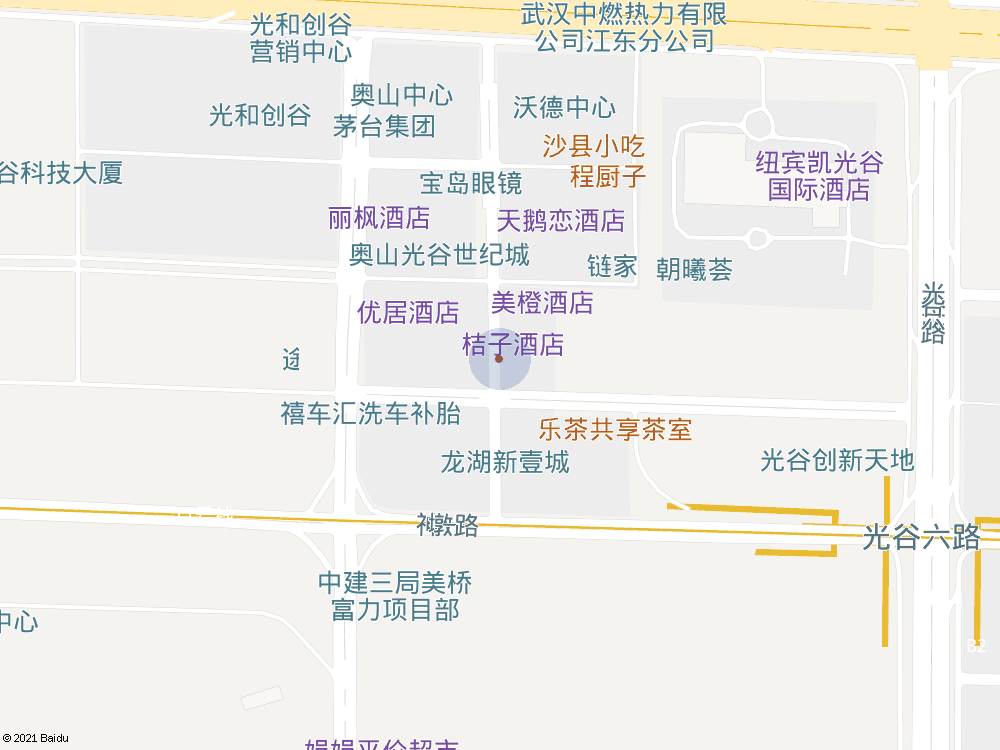 光和创谷
营销中心
武汉中燃热力有限
公司江东分公司
奥山中心
光和创谷
茅台集团
沃德中心
沙县小吃
程厨子
谷科技大厦
宝岛眼镜
纽宾凯光谷
国际酒店
丽枫酒店
天鹅恋酒店
奥山光谷世纪城
链家
朝曦荟
优居酒店
美橙酒店
桔子酒店
禧车汇洗车补胎
乐茶共享茶室
龙湖新壹城
光谷创新天地
光谷六路
中建三局美桥
富力项目部
中心
B2
娟娟平价超市
© 2021 Baidu